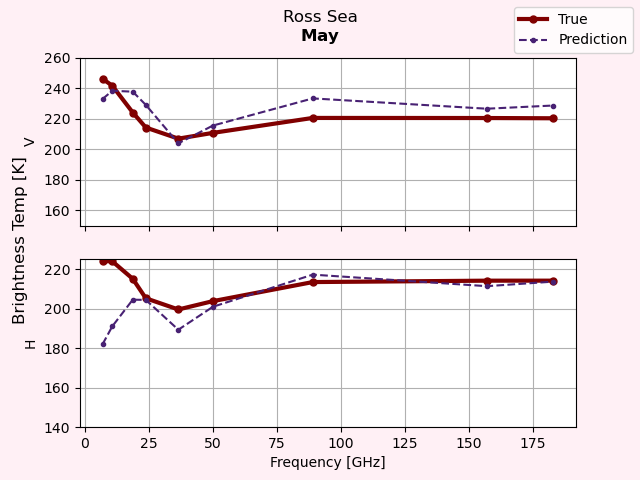 Ross Sea
May
True
Prediction
260
240
220
200
180
160
V
220
200
180
160
140
H
Brightness Temp [K]
0 25 50 75 100 125 150 175
Frequency [GHz]